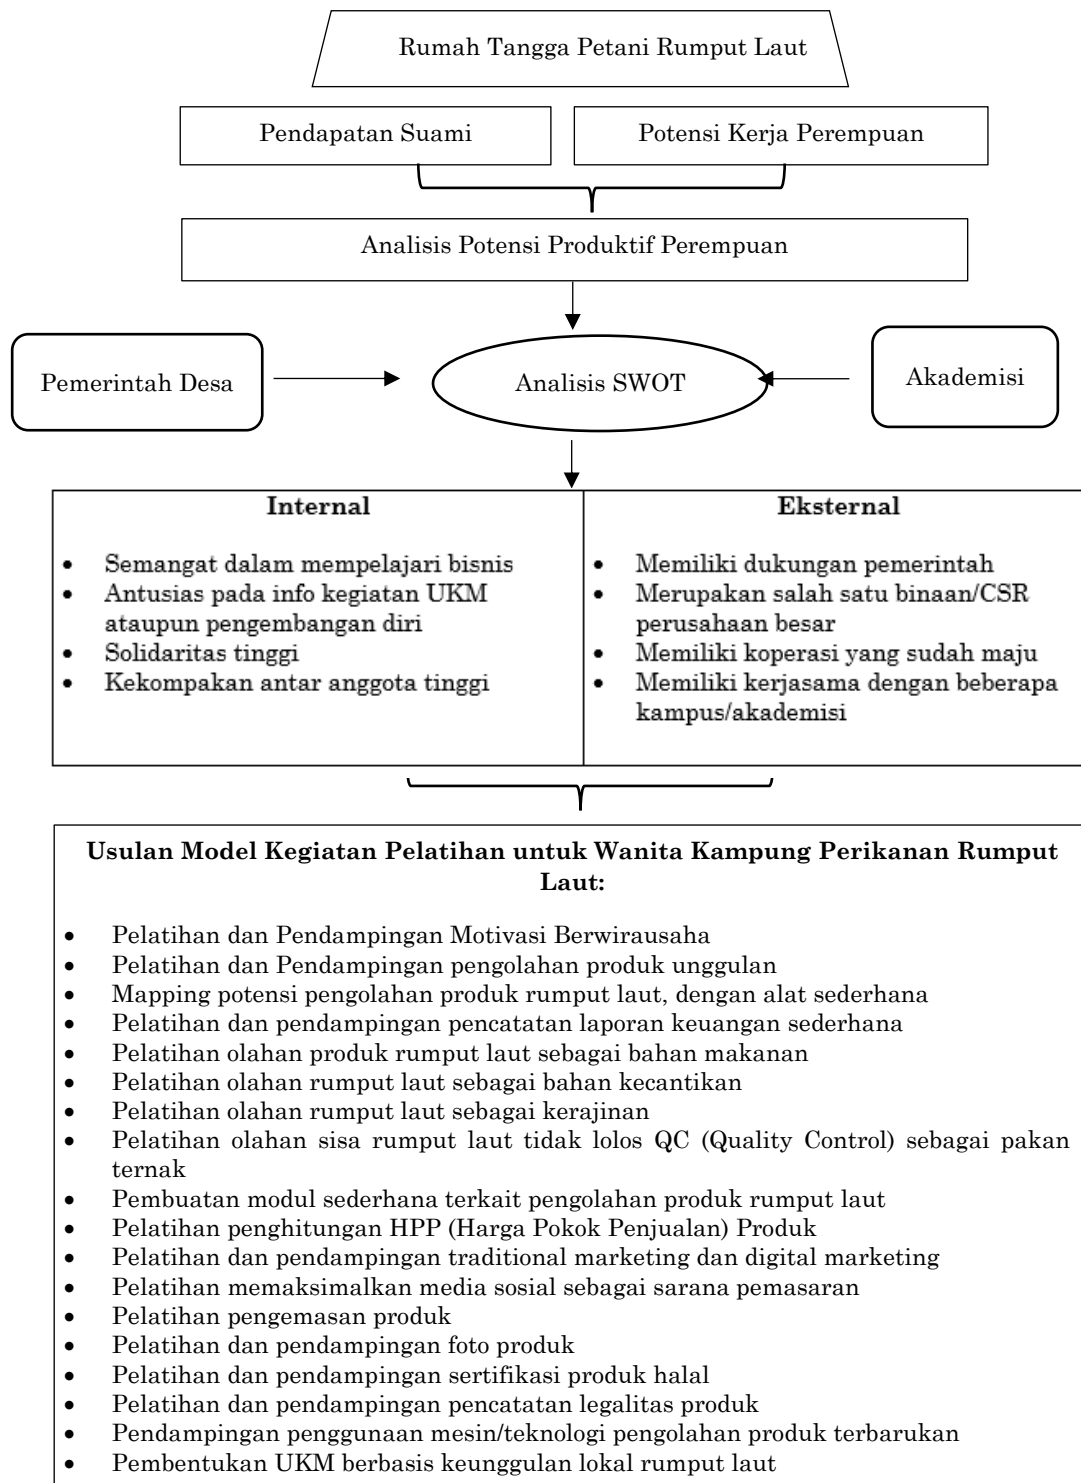 Rumah Tangga Petani Rumput Laut
Pendapatan Suami
Potensi Kerja Perempuan
Analisis Potensi Produktif Perempuan
Pemerintah Desa
Analisis SWOT
Akademisi
Internal
• Semangat dalam mempelajari bisnis
• Antusias pada info kegiatan UKM
ataupun pengembangan diri
• Solidaritas tinggi
• Kekompakan antar anggota tinggi
Eksternal
• Memiliki dukungan pemerintah
• Merupakan salah satu binaan/CSR
perusahaan besar
• Memiliki koperasi yang sudah maju
• Memiliki kerjasama dengan beberapa
kampus/akademisi
Usulan Model Kegiatan Pelatihan untuk Wanita Kampung Perikanan Rumput
Laut:
• Pelatihan dan Pendampingan Motivasi Berwirausaha
• Pelatihan dan Pendampingan pengolahan produk unggulan
• Mapping potensi pengolahan produk rumput laut, dengan alat sederhana
• Pelatihan dan pendampingan pencatatan laporan keuangan sederhana
• Pelatihan olahan produk rumput laut sebagai bahan makanan
• Pelatihan olahan rumput laut sebagai bahan kecantikan
• Pelatihan olahan rumput laut sebagai kerajinan
• Pelatihan olahan sisa rumput laut tidak lolos QC (Quality Control) sebagai pakan
ternak
• Pembuatan modul sederhana terkait pengolahan produk rumput laut
• Pelatihan penghitungan HPP (Harga Pokok Penjualan) Produk
• Pelatihan dan pendampingan traditional marketing dan digital marketing
• Pelatihan memaksimalkan media sosial sebagai sarana pemasaran
• Pelatihan pengemasan produk
• Pelatihan dan pendampingan foto produk
• Pelatihan dan pendampingan sertifikasi produk halal
• Pelatihan dan pendampingan pencatatan legalitas produk
• Pendampingan penggunaan mesin/teknologi pengolahan produk terbarukan
• Pembentukan UKM berbasis keunggulan lokal rumput laut